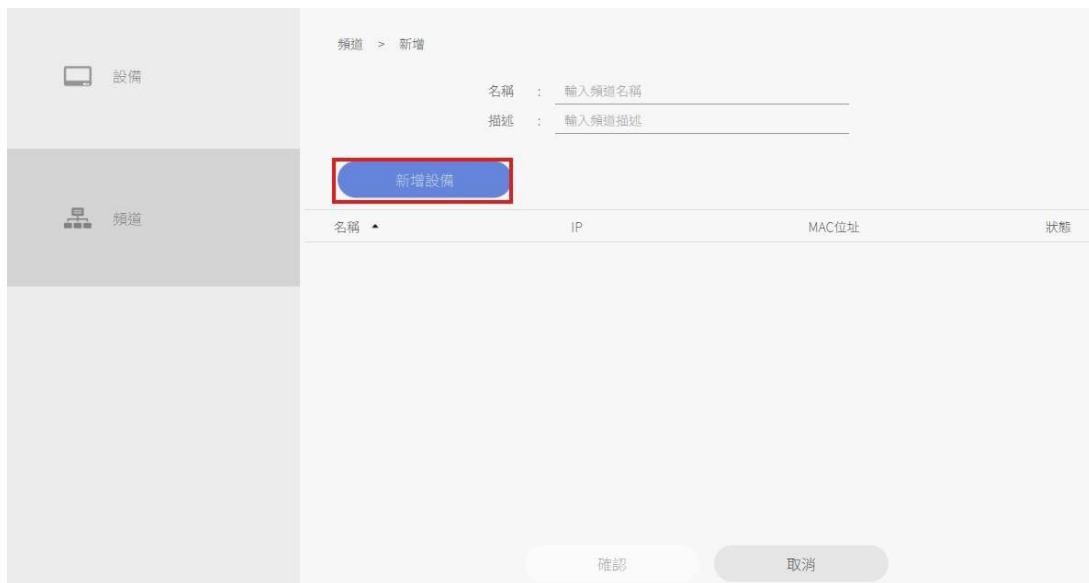 設備
頻道
頻道 > 新增
名稱 : 輸入頻道名稱
描述 : 輸入頻道描述
新增設備
名稱 ▲ IP MAC位址 狀態
確認 取消